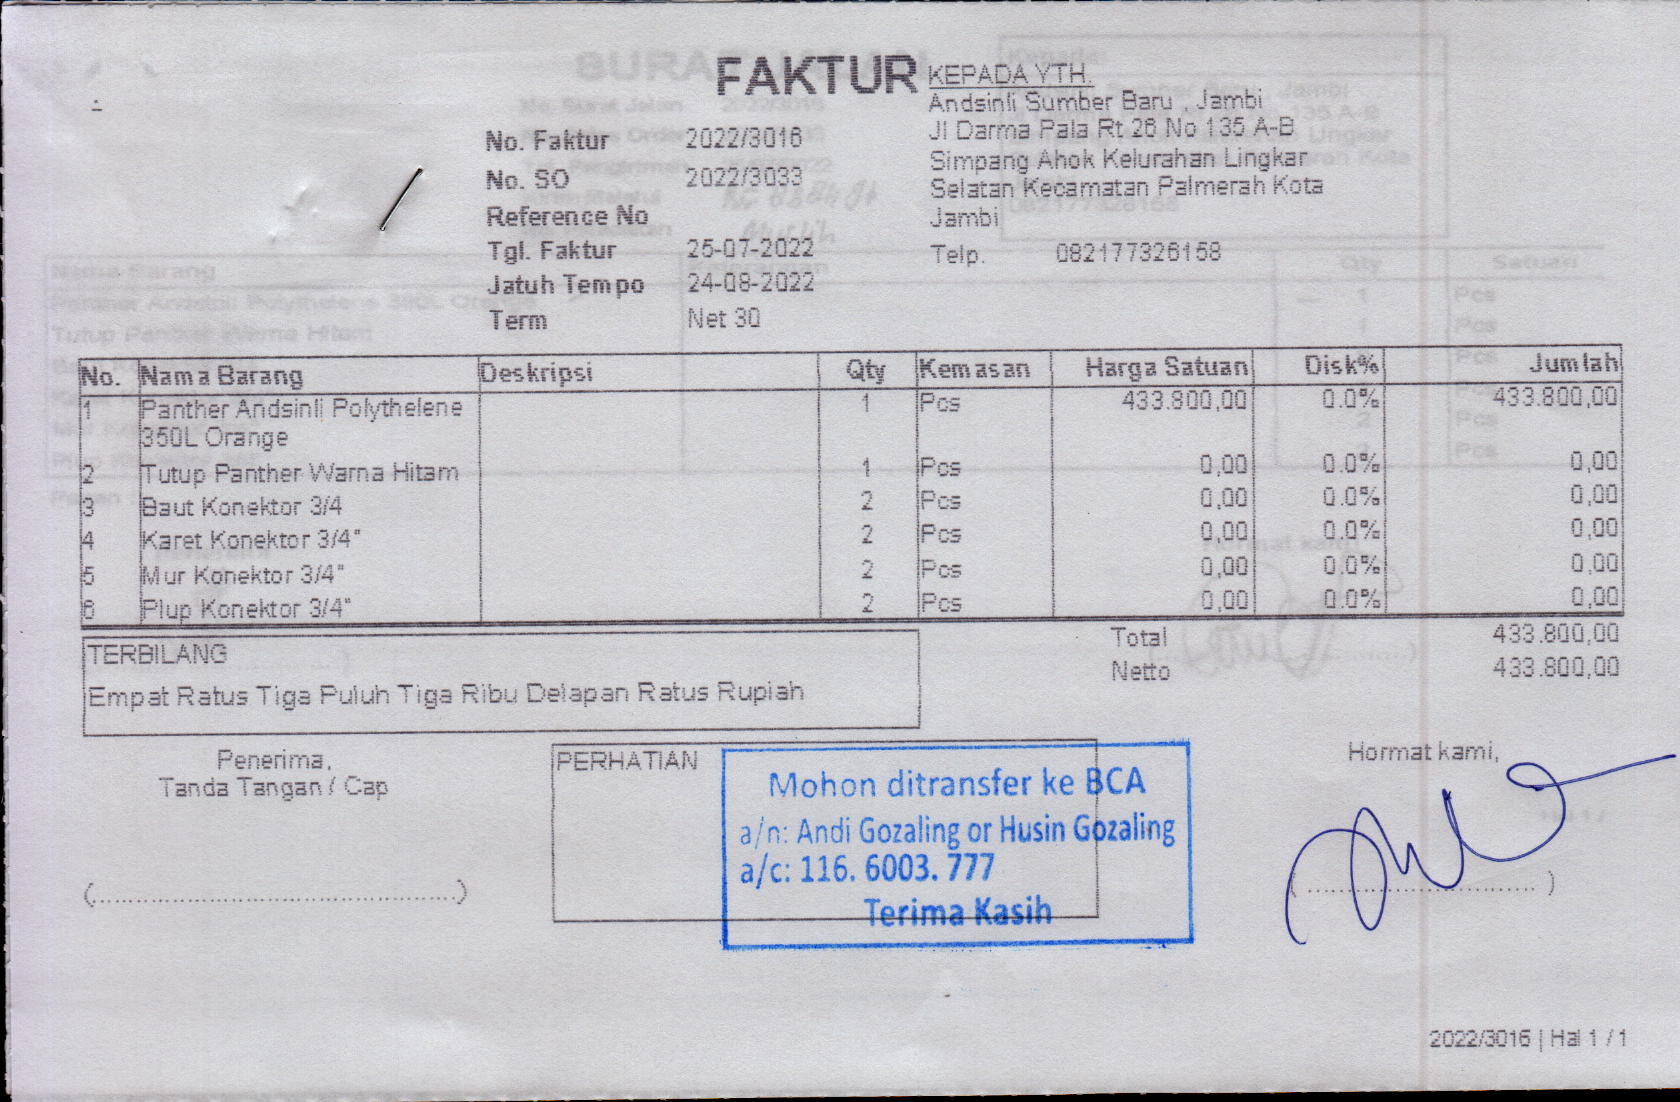 FAKTUR
No. Faktur 2022/3016
No. SO 2022/3033
Reference No
Tgl. Faktur 25-07-2022
Jatuh Tempo 24-08-2022
Term Net 30
KEPADA YTH.
Andsinli Sumber Baru , Jambi
Jl Darma Pala Rt 26 No 135 A-B
Simpang Ahok Kelurahan Lingkar
Selatan Kecamatan Palmerah Kota
Jambi
Telp. 082177326158
No. Nama Barang Deskripsi Qty Kemasan Harga Satuan Disk% Jumlah
1 Panther Andsinli Polythelene 1 Pcs 433.800,00 0.0% 433.800,00
350L Orange
2 Tutup Panther Warna Hitam 1 Pcs 0,00 0.0% 0,00
3 Baut Konektor 3/4 2 Pcs 0,00 0.0% 0,00
4 Karet Konektor 3/4" 2 Pcs 0,00 0.0% 0,00
5 Mur Konektor 3/4" 2 Pcs 0,00 0.0% 0,00
6 Plup Konektor 3/4" 2 Pcs 0,00 0.0% 0,00
Total 433.800,00
Netto 433.800,00
TERBILANG
Empat Ratus Tiga Puluh Tiga Ribu Delapan Ratus Rupiah
Penerima,
Tanda Tangan / Cap
(................................................)
PERHATIAN
Mohon ditransfer ke BCA
a/n: Andi Gozaling or Husin Gozaling
a/c: 116. 6003. 777
Terima Kasih
Hormat kami,
( .............................. )
2022/3016 | Hal 1 / 1